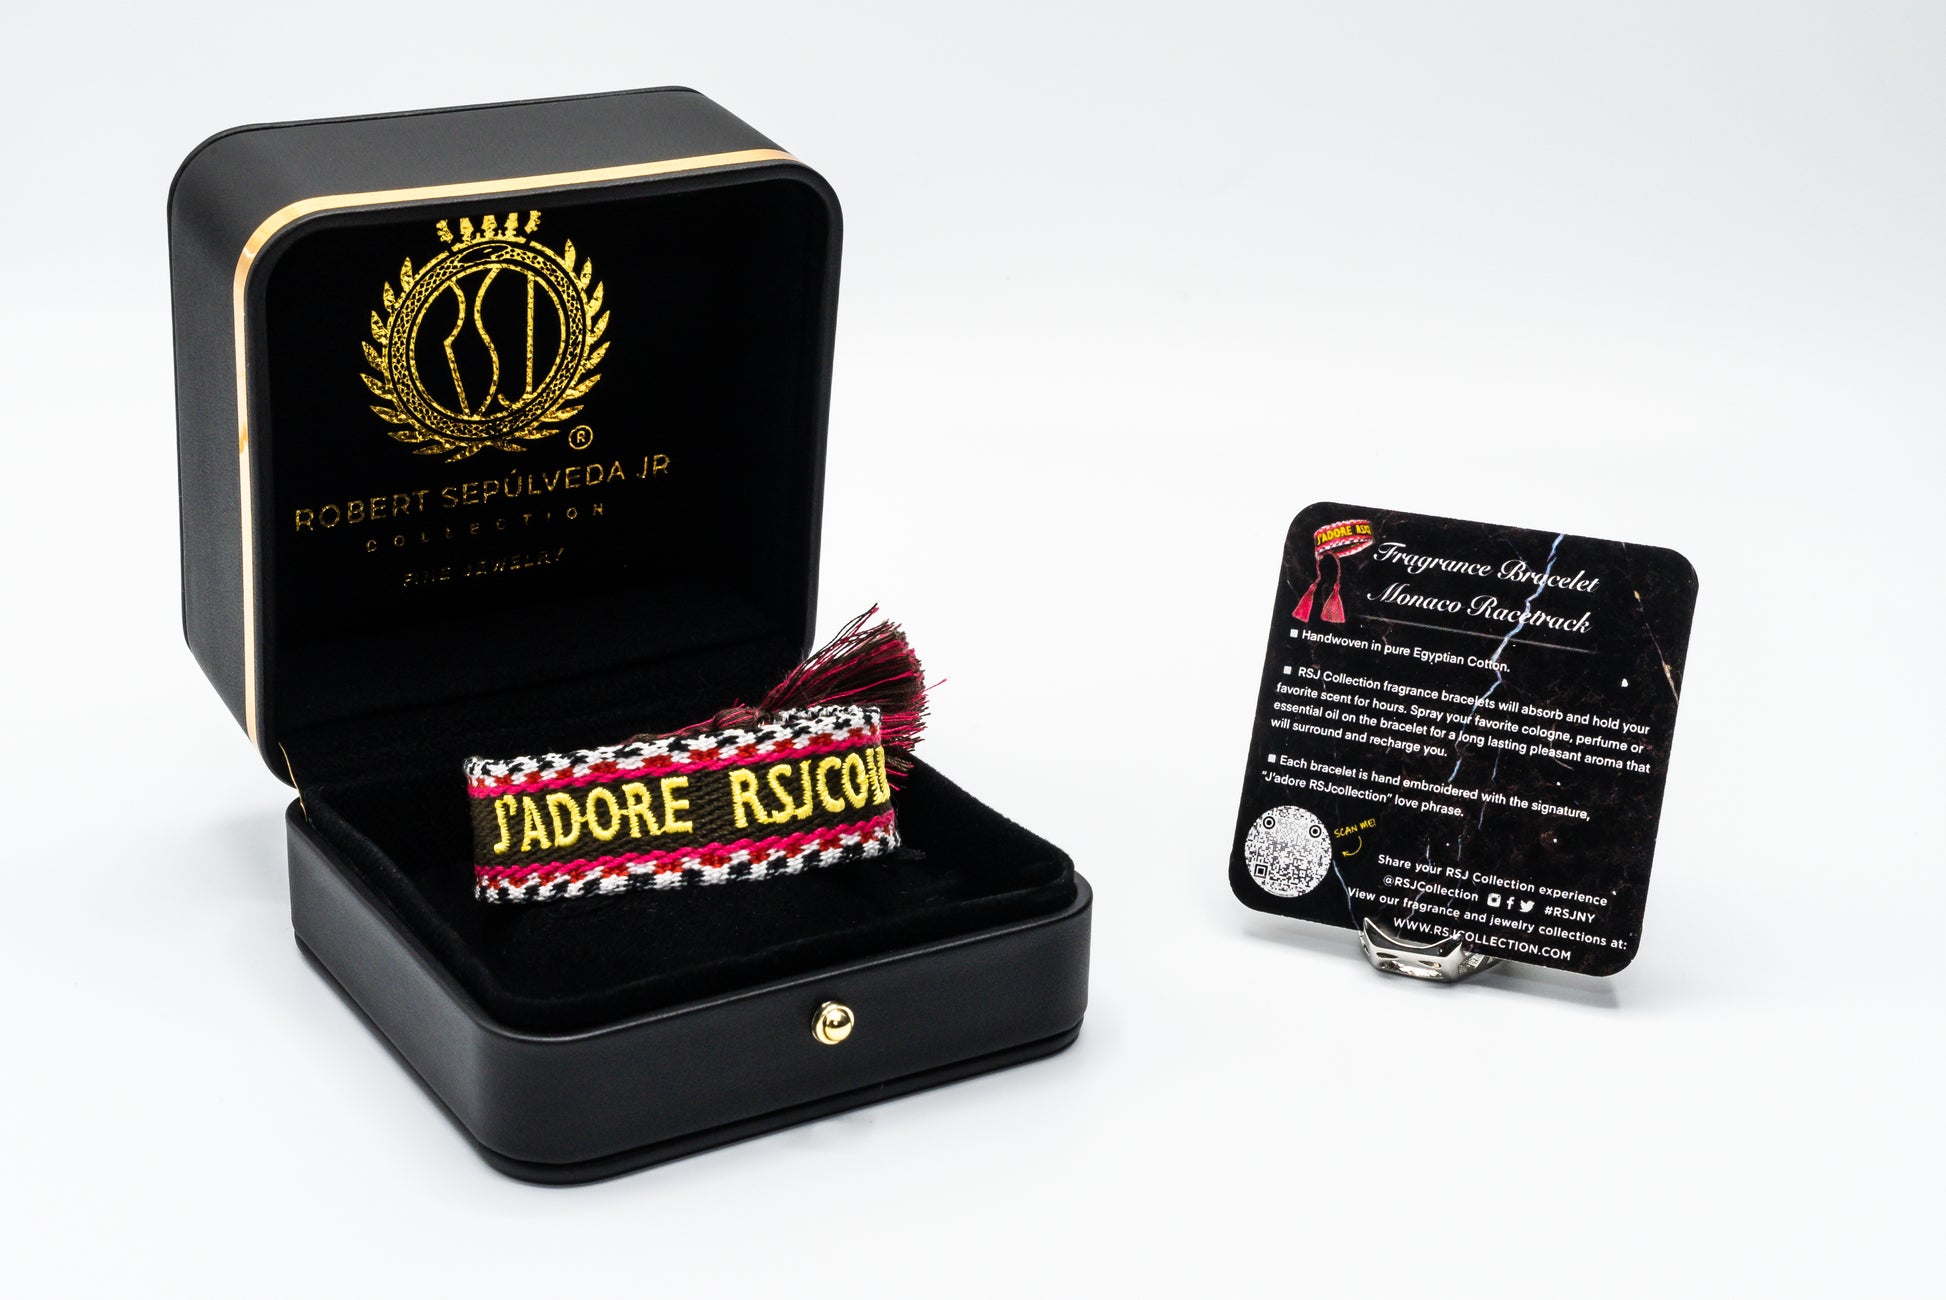 RSJ
®
ROBERT SEPÚLVEDA JR
COLLECTION
FINE JEWELRY
J'ADORE RSJCO
J'ADORE RSJC
Fragrance Bracelet
Monaco Racetrack
Handwoven in pure Egyptian Cotton.
RSJ Collection fragrance bracelets will absorb and hold your
favorite scent for hours. Spray your favorite cologne, perfume or
essential oil on the bracelet for a long lasting pleasant aroma that
will surround and recharge you.
Each bracelet is hand embroidered with the signature,
"J'adore RSJcollection" love phrase.
SCAN ME!
Share your RSJ Collection experience
@RSJCollection #RSJNY
View our fragrance and jewelry collections at:
WWW.RSJCOLLECTION.COM